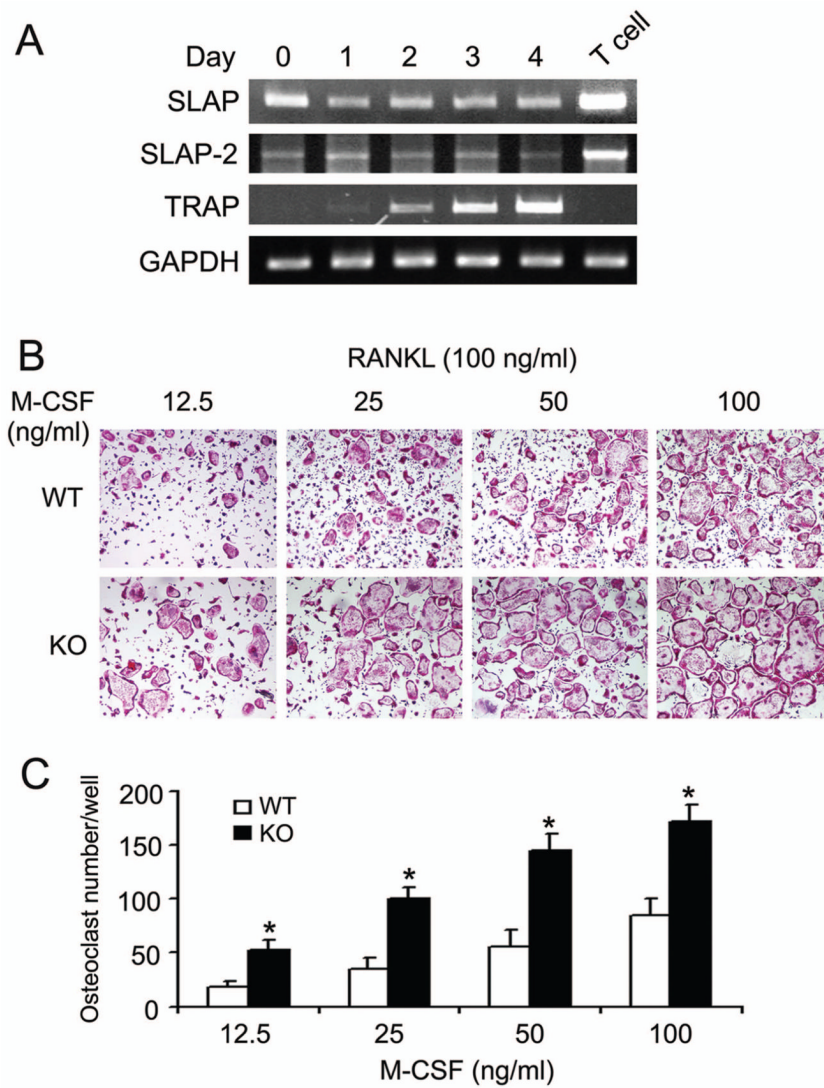 A
Day 0 1 2 3 4 T cell
SLAP
SLAP-2
TRAP
GAPDH
B
RANKL (100 ng/ml)
M-CSF 12.5 25 50 100
(ng/ml)
WT
KO
C
Osteoclast number/well
200
150
100
50
0
WT
KO
* * * *
12.5 25 50 100
M-CSF (ng/ml)